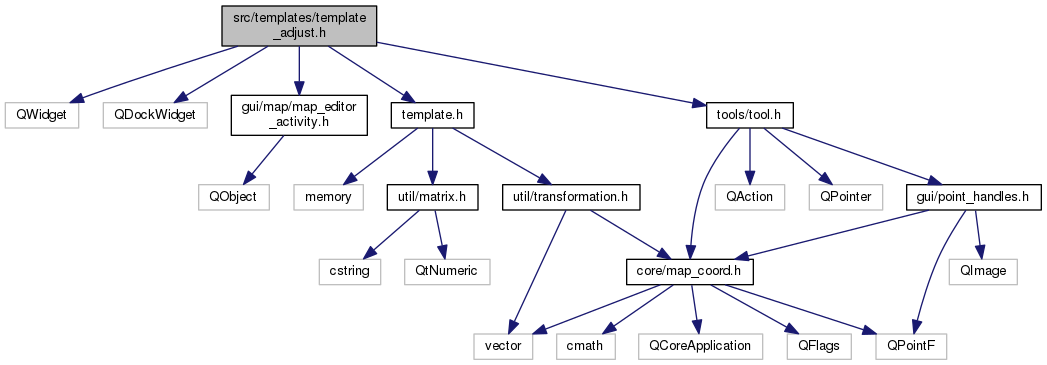 src/templates/template
_adjust.h
QWidget
QDockWidget
gui/map/map_editor
_activity.h
template.h
tools/tool.h
QObject
memory
util/matrix.h
util/transformation.h
QAction
QPointer
gui/point_handles.h
cstring
QtNumeric
core/map_coord.h
QImage
vector
cmath
QCoreApplication
QFlags
QPointF